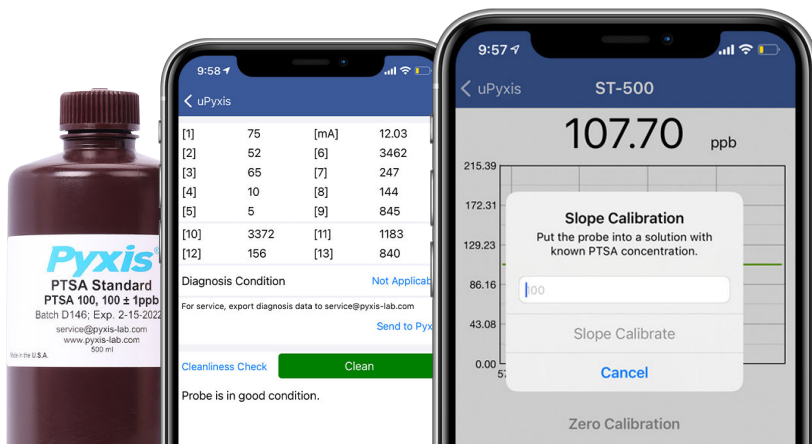 Pyxis®
PTSA Standard
PTSA 100, 100 ± 1ppb
Batch D146; Exp. 2-15-2022
service@pyxis-lab.com
www.pyxis-lab.com
500 ml
Made in the U.S.A.
9:58
uPyxis
[1] 75 [mA] 12.03
[2] 52 [6] 3462
[3] 65 [7] 247
[4] 10 [8] 144
[5] 5 [9] 845
[10] 3372 [11] 1183
[12] 156 [13] 840
Diagnosis Condition Not Applicab
For service, export diagnosis data to service@pyxis-lab.com
Send to Pyx
Cleanliness Check Clean
Probe is in good condition.
9:57
uPyxis ST-500
107.70 ppb
215.39
172.31
129.23
86.16
43.08
0.00
57
Slope Calibration
Put the probe into a solution with
known PTSA concentration.
100
Slope Calibrate
Cancel
Zero Calibration